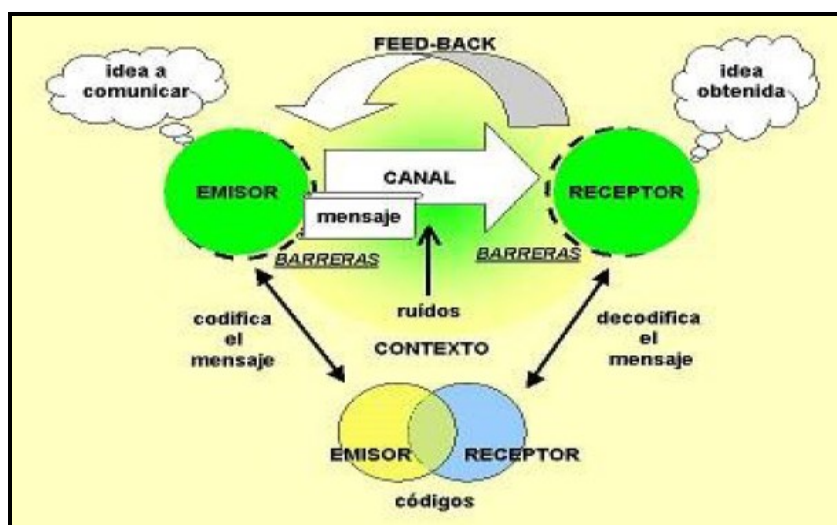 FEED-BACK
idea a
comunicar
idea
obtenida
EMISOR
CANAL
RECEPTOR
mensaje
BARRERAS
BARRERAS
ruídos
codifica
el
mensaje
decodifica
el
mensaje
CONTEXTO
EMISOR
RECEPTOR
códigos